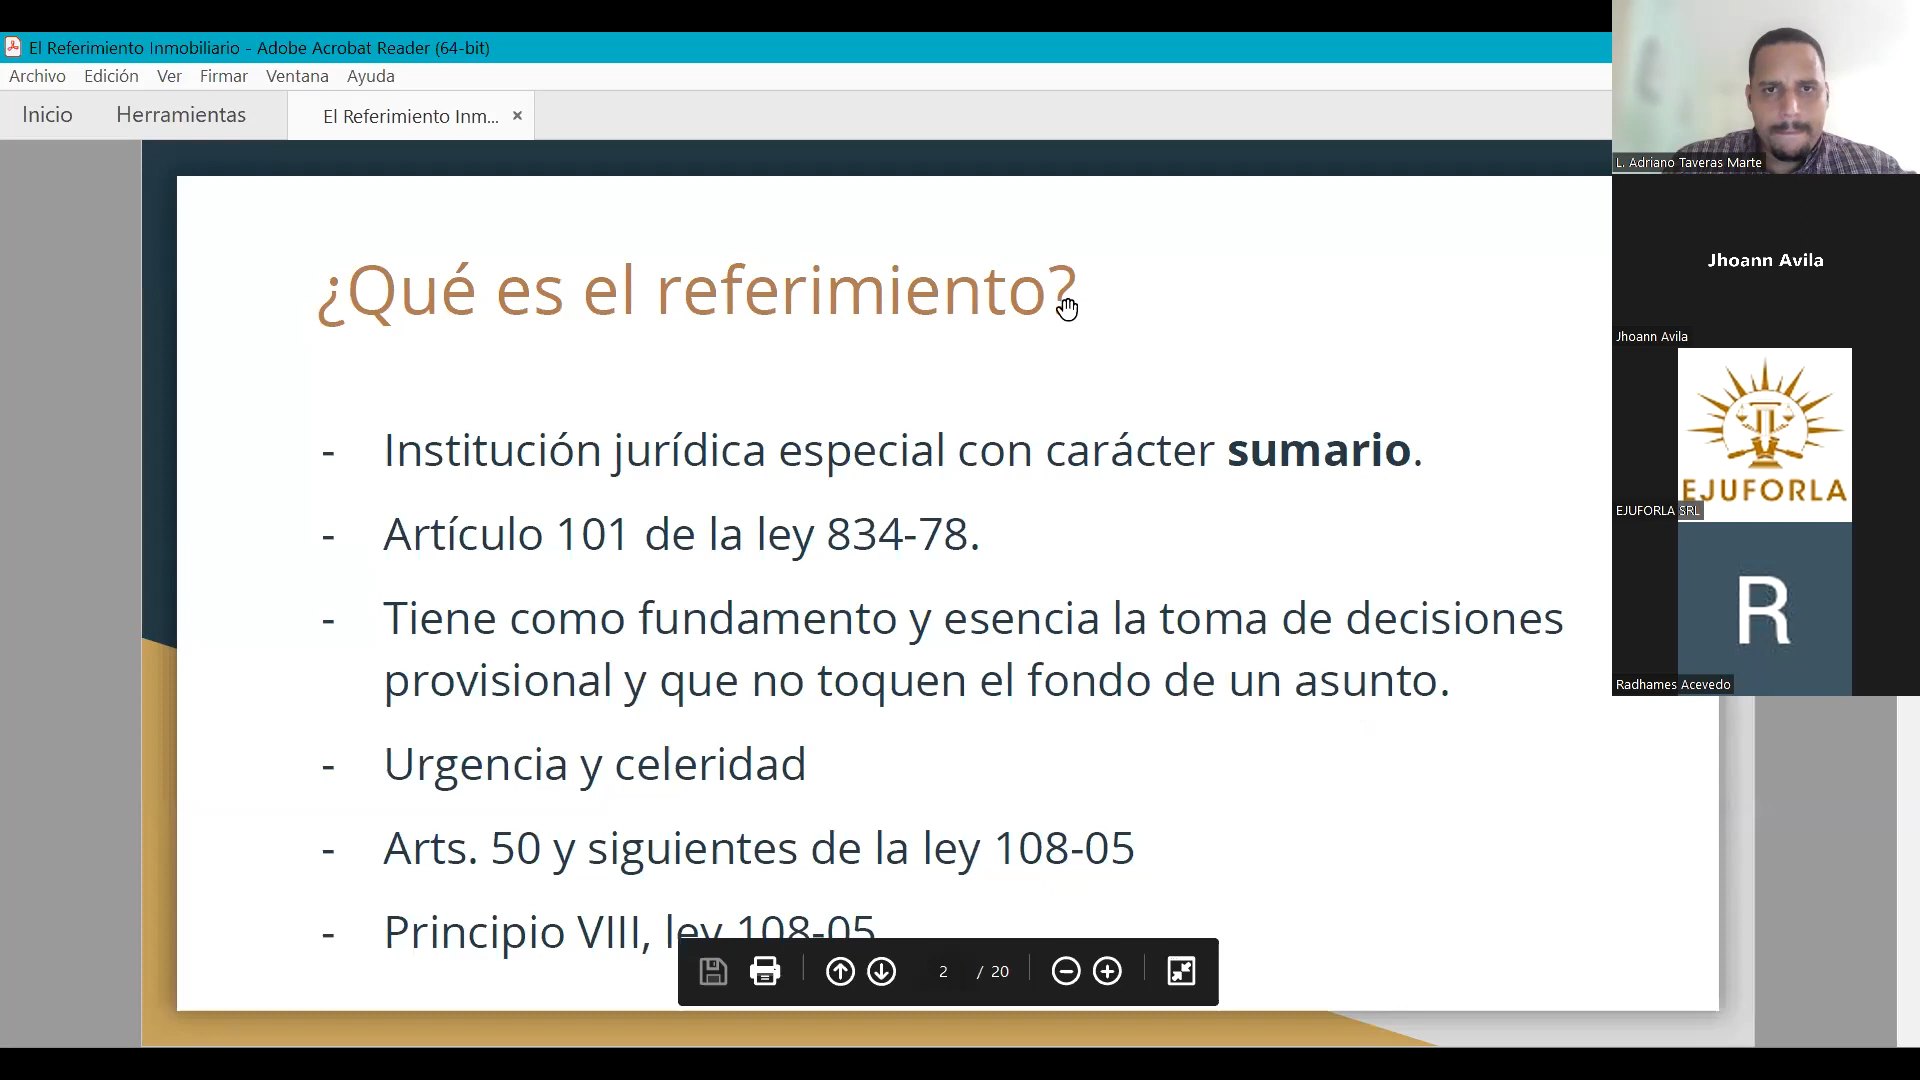 El Referimiento Inmobiliario - Adobe Acrobat Reader (64-bit)
Archivo Edición Ver Firmar Ventana Ayuda
Inicio Herramientas El Referimiento Inm... ×
¿Qué es el referimiento?
- Institución jurídica especial con carácter sumario.
- Artículo 101 de la ley 834-78.
- Tiene como fundamento y esencia la toma de decisiones
provisional y que no toquen el fondo de un asunto.
- Urgencia y celeridad
- Arts. 50 y siguientes de la ley 108-05
- Principio VIII, ley 108-05
2 / 20
L. Adriano Taveras Marte
Jhoann Avila
Jhoann Avila
EJUFORLA
EJUFORLA SRL
R
Radhames Acevedo